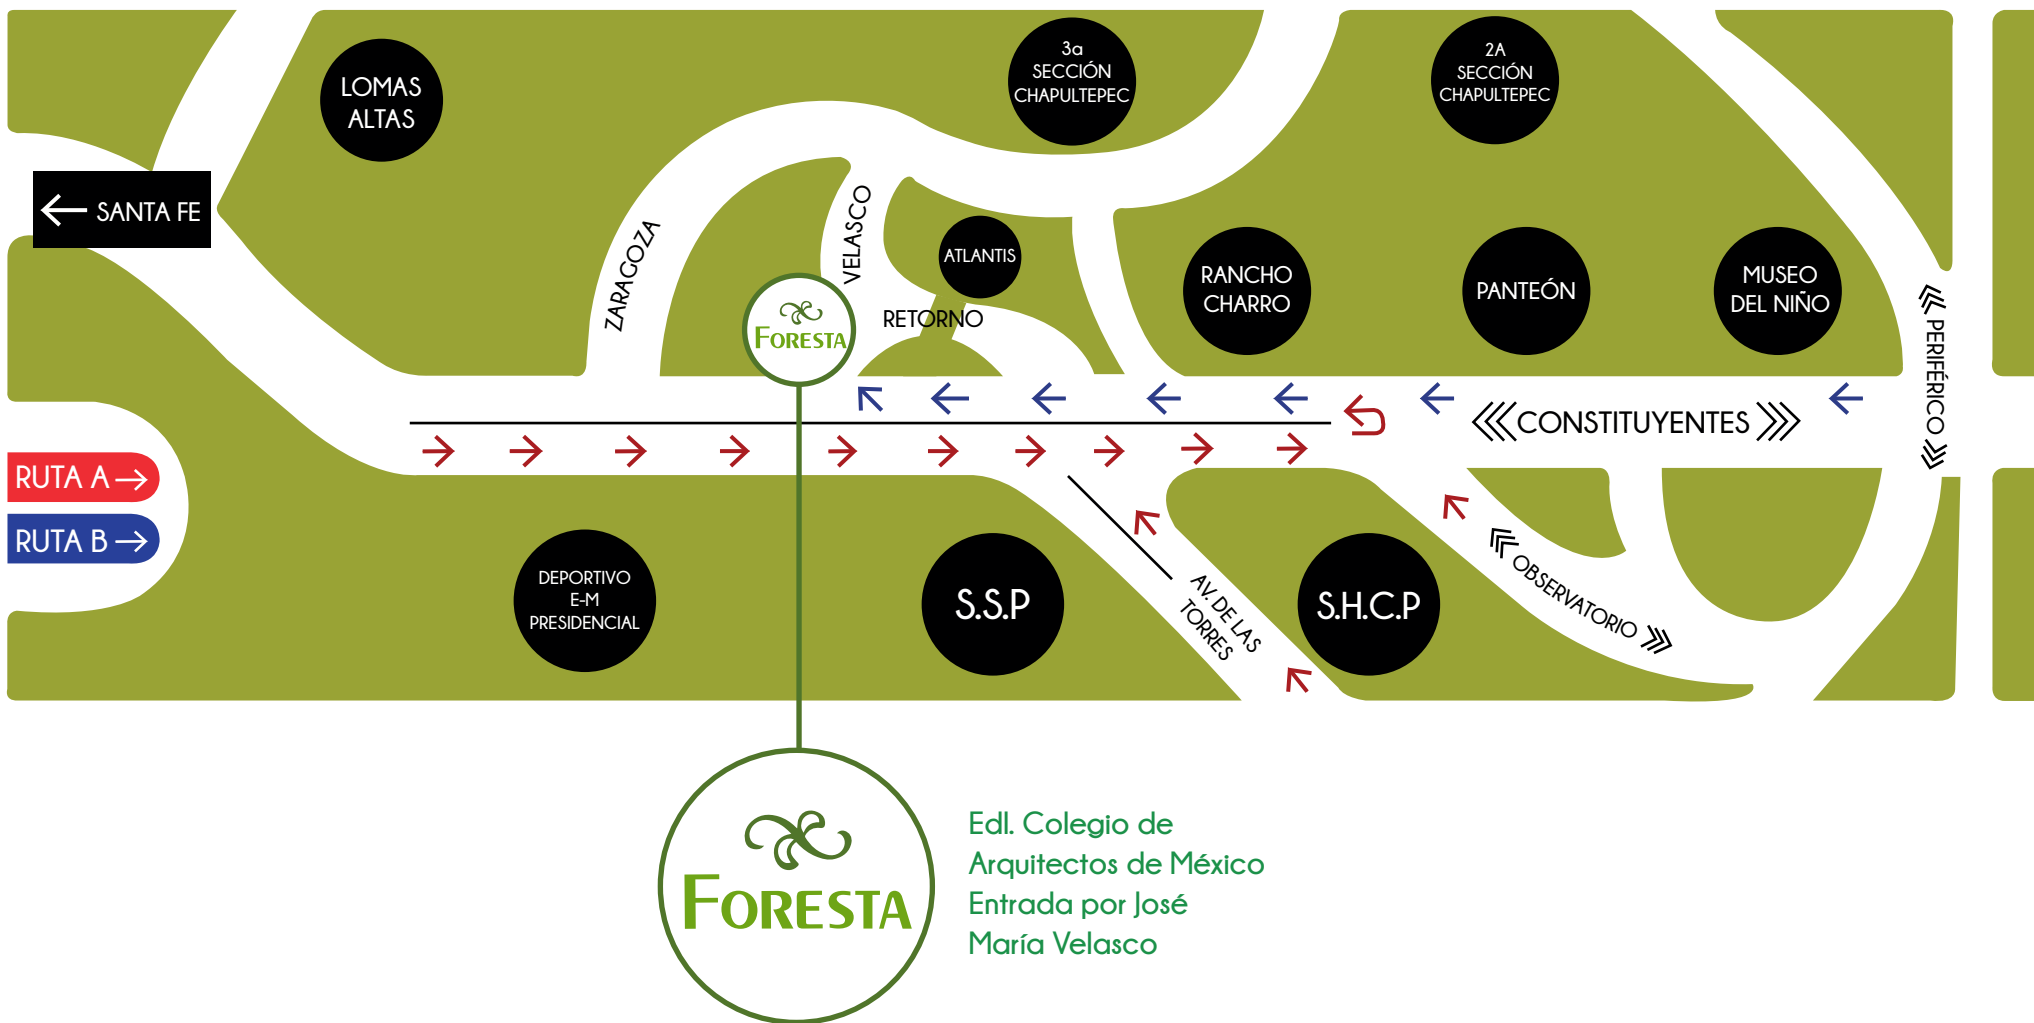 LOMAS
ALTAS
3a
SECCIÓN
CHAPULTEPEC
2A
SECCIÓN
CHAPULTEPEC
SANTA FE
ZARAGOZA
VELASCO
ATLANTIS
RETORNO
FORESTA
RANCHO
CHARRO
PANTEÓN
MUSEO
DEL NIÑO
PERIFÉRICO
CONSTITUYENTES
RUTA A
RUTA B
DEPORTIVO
E-M
PRESIDENCIAL
S.S.P
AV. DE LAS
TORRES
S.H.C.P
OBSERVATORIO
FORESTA
Edl. Colegio de
Arquitectos de México
Entrada por José
María Velasco